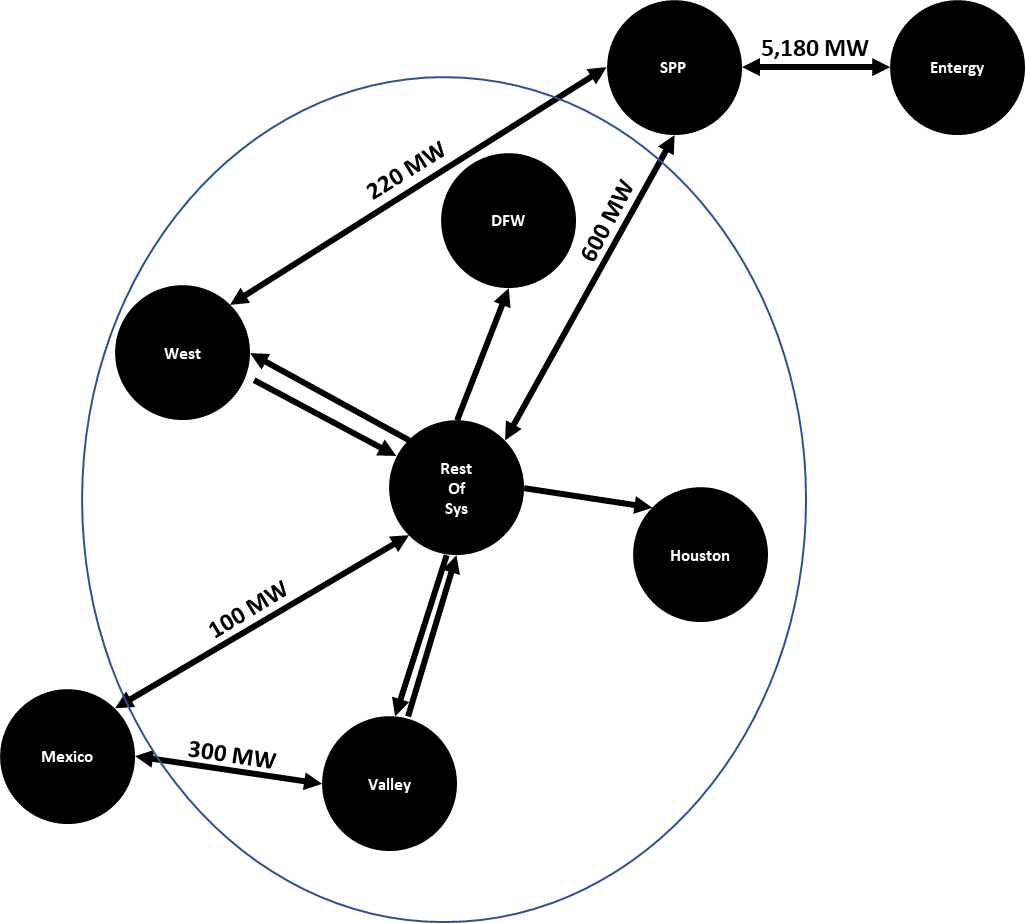 5,180 MW
SPP
Entergy
220 MW
DFW
600 MW
West
Rest
Of
Sys
Houston
100 MW
300 MW
Mexico
Valley